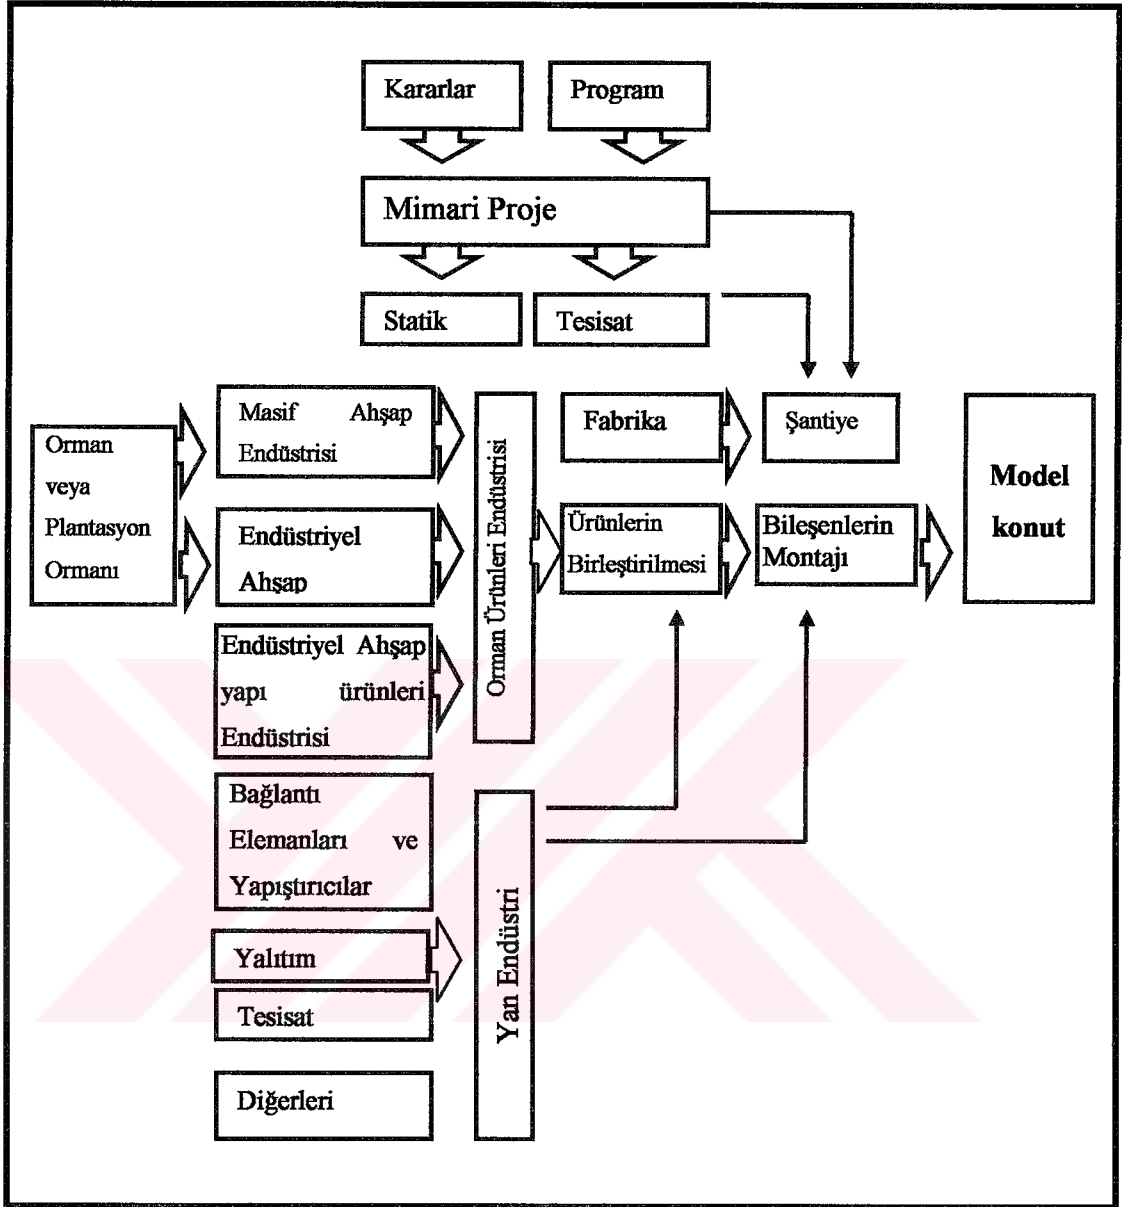 Kararlar
Program
Mimari Proje
Statik
Tesisat
Orman
veya
Plantasyon
Ormanı
Masif Ahşap
Endüstrisi
Endüstriyel
Ahşap
Endüstriyel Ahşap
yapı ürünleri
Endüstrisi
Bağlantı
Elemanları ve
Yapıştırıcılar
Yalıtım
Tesisat
Diğerleri
Orman Ürünleri Endüstrisi
Yan Endüstri
Fabrika
Şantiye
Ürünlerin
Birleştirilmesi
Bileşenlerin
Montajı
Model
konut